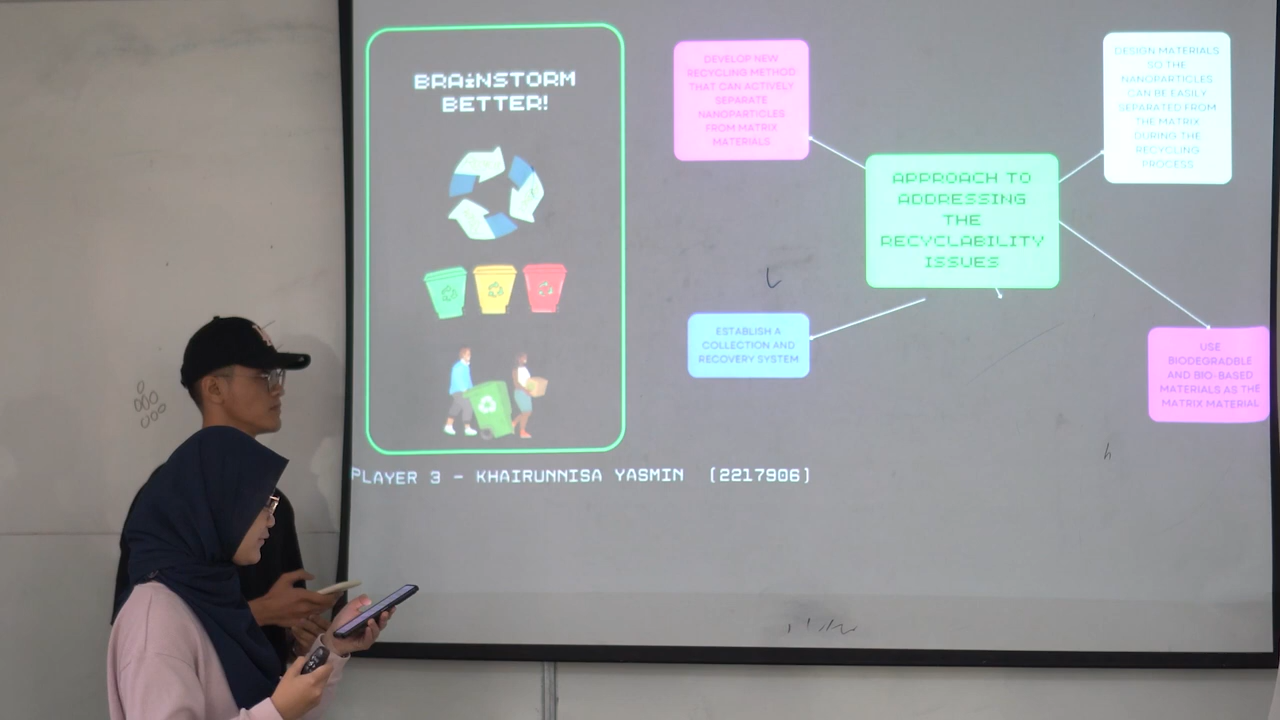 BRAiNSTORM
BETTER!
DEVELOP NEW
RECYCLING METHOD
THAT CAN ACTIVELY
SEPARATE
NANOPARTICLES
FROM MATRIX
MATERIALS
DESIGN MATERIALS
SO THE
NANOPARTICLES
CAN BE EASILY
SEPARATED FROM
THE MATRIX
DURING THE
RECYCLING
PROCESS
APPROACH TO
ADDRESSING
THE
RECYCLABILITY
ISSUES
ESTABLISH A
COLLECTION AND
RECOVERY SYSTEM
USE
BIODEGRADBLE
AND BIO-BASED
MATERIALS AS THE
MATRIX MATERIAL
PLAYER 3 - KHAIRUNNISA YASMIN (2217906)